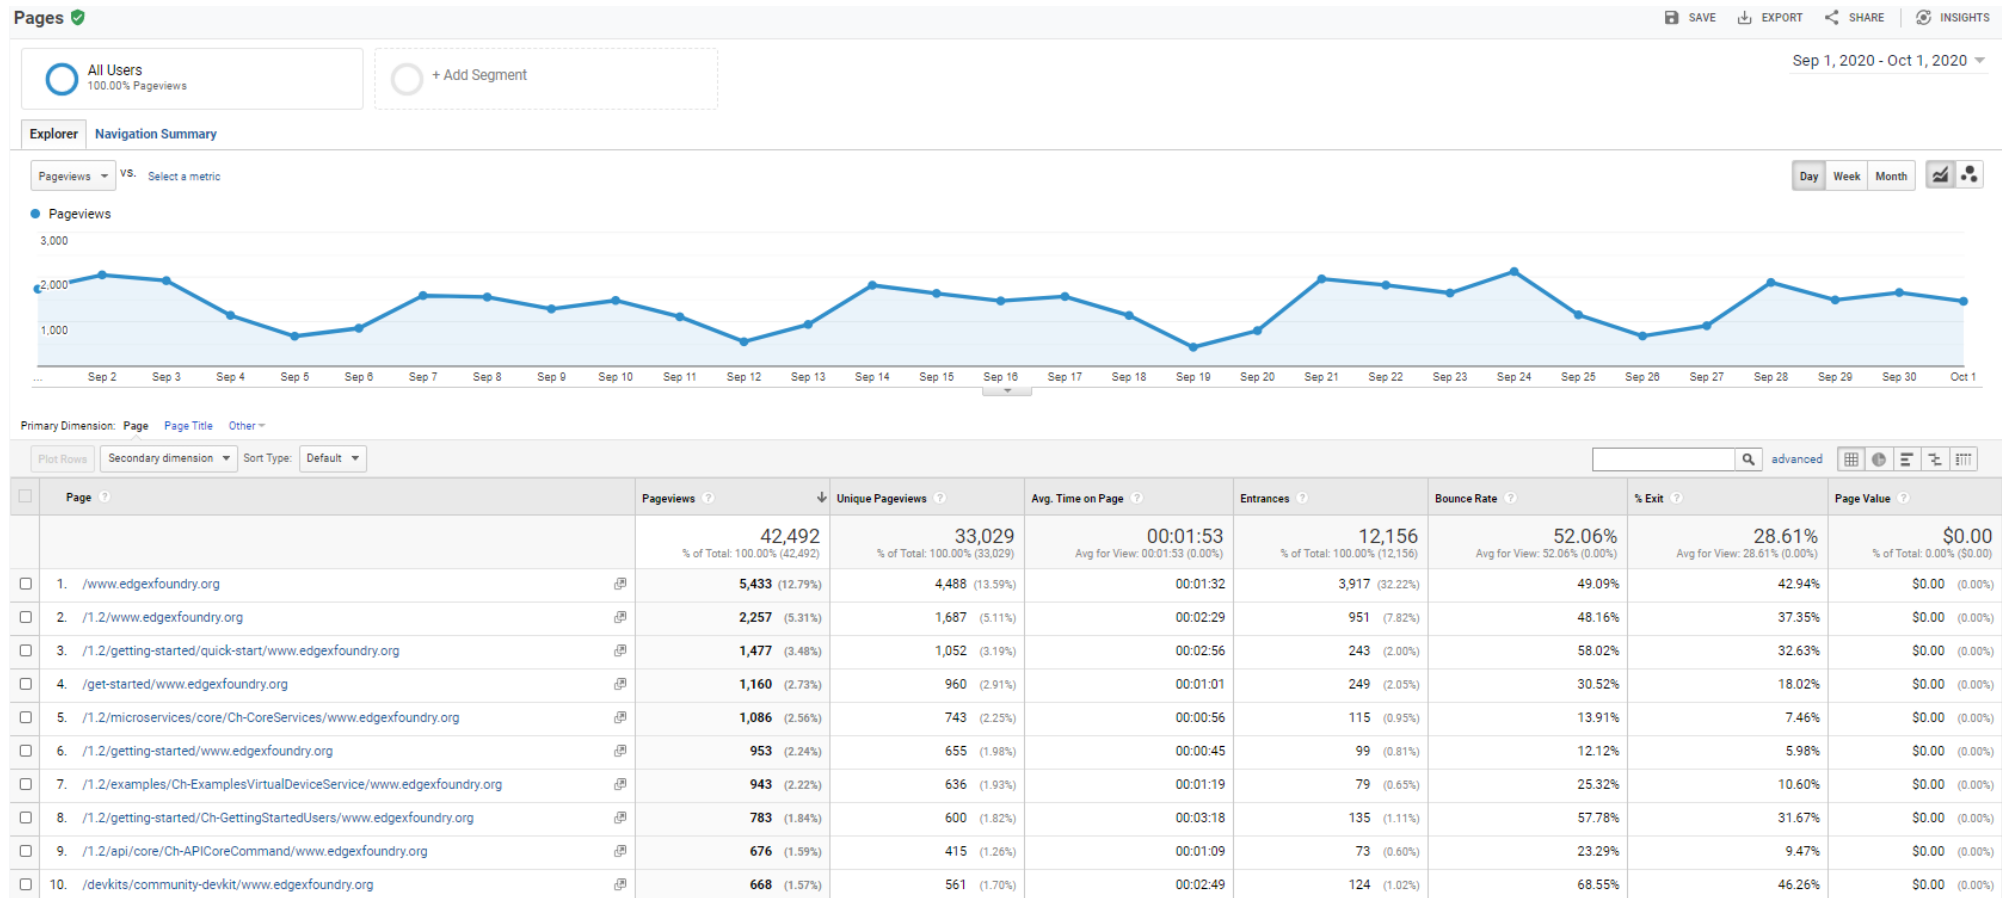 Pages
SAVE EXPORT SHARE INSIGHTS
All Users
100.00% Pageviews
+ Add Segment
Sep 1, 2020 - Oct 1, 2020
Explorer Navigation Summary
Pageviews VS. Select a metric
Day Week Month
Pageviews
3,000
2,000
1,000
... Sep 2 Sep 3 Sep 4 Sep 5 Sep 6 Sep 7 Sep 8 Sep 9 Sep 10 Sep 11 Sep 12 Sep 13 Sep 14 Sep 15 Sep 16 Sep 17 Sep 18 Sep 19 Sep 20 Sep 21 Sep 22 Sep 23 Sep 24 Sep 25 Sep 26 Sep 27 Sep 28 Sep 29 Sep 30 Oct 1
Primary Dimension: Page Page Title Other
Plot Rows Secondary dimension Sort Type: Default advanced
Page ? Pageviews ? Unique Pageviews ? Avg. Time on Page ? Entrances ? Bounce Rate ? % Exit ? Page Value ?
42,492 33,029 00:01:53 12,156 52.06% 28.61% $0.00
% of Total: 100.00% (42,492) % of Total: 100.00% (33,029) Avg for View: 00:01:53 (0.00%) % of Total: 100.00% (12,156) Avg for View: 52.06% (0.00%) Avg for View: 28.61% (0.00%) % of Total: 0.00% ($0.00)
1. /www.edgexfoundry.org 5,433 (12.79%) 4,488 (13.59%) 00:01:32 3,917 (32.22%) 49.09% 42.94% $0.00 (0.00%)
2. /1.2/www.edgexfoundry.org 2,257 (5.31%) 1,687 (5.11%) 00:02:29 951 (7.82%) 48.16% 37.35% $0.00 (0.00%)
3. /1.2/getting-started/quick-start/www.edgexfoundry.org 1,477 (3.48%) 1,052 (3.19%) 00:02:56 243 (2.00%) 58.02% 32.63% $0.00 (0.00%)
4. /get-started/www.edgexfoundry.org 1,160 (2.73%) 960 (2.91%) 00:01:01 249 (2.05%) 30.52% 18.02% $0.00 (0.00%)
5. /1.2/microservices/core/Ch-CoreServices/www.edgexfoundry.org 1,086 (2.56%) 743 (2.25%) 00:00:56 115 (0.95%) 13.91% 7.46% $0.00 (0.00%)
6. /1.2/getting-started/www.edgexfoundry.org 953 (2.24%) 655 (1.98%) 00:00:45 99 (0.81%) 12.12% 5.98% $0.00 (0.00%)
7. /1.2/examples/Ch-ExamplesVirtualDeviceService/www.edgexfoundry.org 943 (2.22%) 636 (1.93%) 00:01:19 79 (0.65%) 25.32% 10.60% $0.00 (0.00%)
8. /1.2/getting-started/Ch-GettingStartedUsers/www.edgexfoundry.org 783 (1.84%) 600 (1.82%) 00:03:18 135 (1.11%) 57.78% 31.67% $0.00 (0.00%)
9. /1.2/api/core/Ch-APICoreCommand/www.edgexfoundry.org 676 (1.59%) 415 (1.26%) 00:01:09 73 (0.60%) 23.29% 9.47% $0.00 (0.00%)
10. /devkits/community-devkit/www.edgexfoundry.org 668 (1.57%) 561 (1.70%) 00:02:49 124 (1.02%) 68.55% 46.26% $0.00 (0.00%)